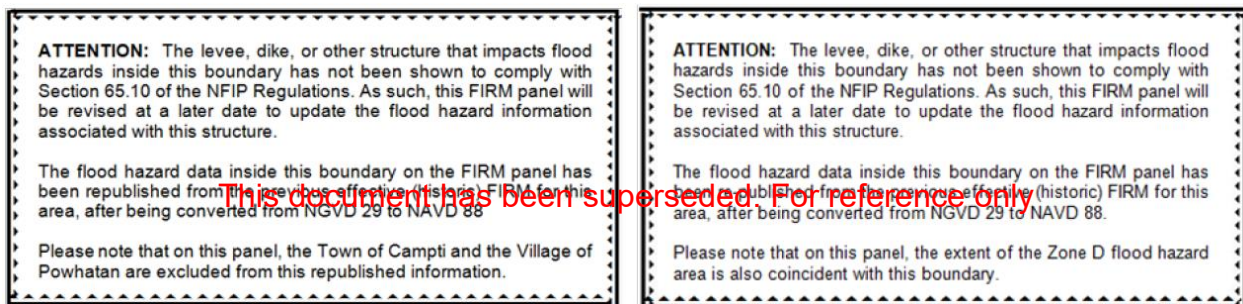 ATTENTION: The levee, dike, or other structure that impacts flood
hazards inside this boundary has not been shown to comply with
Section 65.10 of the NFIP Regulations. As such, this FIRM panel will
be revised at a later date to update the flood hazard information
associated with this structure.
The flood hazard data inside this boundary on the FIRM panel has
been republished from the previous effective (historic) FIRM for this
area, after being converted from NGVD 29 to NAVD 88
Please note that on this panel, the Town of Campti and the Village of
Powhatan are excluded from this republished information.
ATTENTION: The levee, dike, or other structure that impacts flood
hazards inside this boundary has not been shown to comply with
Section 65.10 of the NFIP Regulations. As such, this FIRM panel will
be revised at a later date to update the flood hazard information
associated with this structure.
The flood hazard data inside this boundary on the FIRM panel has
been re-published from the previous effective (historic) FIRM for this
area, after being converted from NGVD 29 to NAVD 88.
Please note that on this panel, the extent of the Zone D flood hazard
area is also coincident with this boundary.
This document has been superseded. For reference only